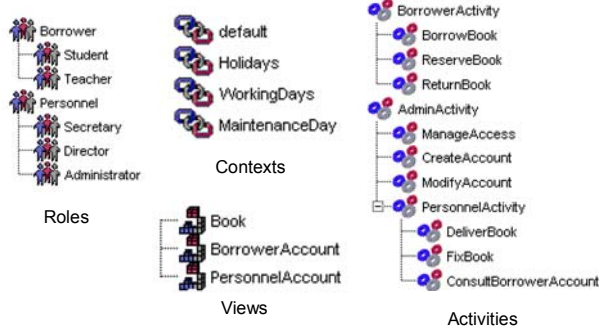 Borrower
Student
Teacher
Personnel
Secretary
Director
Administrator
Roles
default
Holidays
WorkingDays
MaintenanceDay
Contexts
Book
BorrowerAccount
PersonnelAccount
Views
BorrowerActivity
BorrowBook
ReserveBook
ReturnBook
AdminActivity
ManageAccess
CreateAccount
ModifyAccount
PersonnelActivity
DeliverBook
FixBook
ConsultBorrowerAccount
Activities